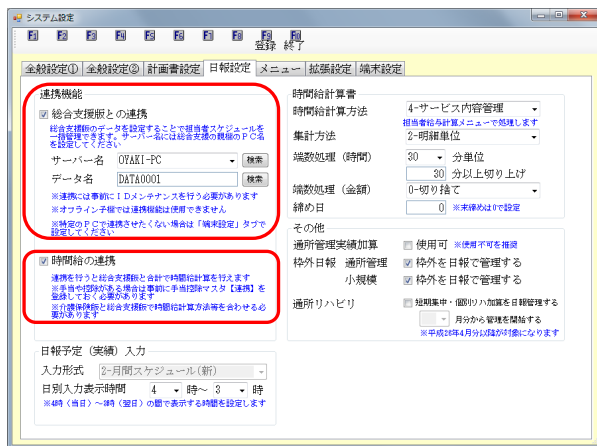 システム設定
F1 F2 F3 F4 F5 F6 F7 F8 F9 F10
登録 終了
全般設定① 全般設定② 計画書設定 日報設定 メニュー 拡張設定 端末設定
連携機能
総合支援版との連携
総合支援版のデータを設定することで担当者スケジュールを
一括管理できます。サーバー名には総合支援の親機のPC名
を設定してください
サーバー名 OYAKI-PC 検索
データ名 DATA0001 検索
※連携には事前にIDメンテナンスを行う必要があります
※オフライン子機では連携機能は使用できません
※特定のPCで連携させたくない場合は「端末設定」タブで
設定してください
時間給の連携
連携を行うと総合支援版と合計で時間給計算を行えます
※手当や控除がある場合は事前に手当控除マスタ【連携】を
登録しておく必要があります
※介護保険版と総合支援版で時間給計算方法等を合わせる必
要があります
日報予定（実績）入力
入力形式 2-月間スケジュール(新)
日別入力表示時間 4 時～ 3 時
※4時（当日）～8時（翌日）の間で表示する時間を設定します
時間給計算書
時間給計算方法 4-サービス内容管理
担当者給与計算メニューで処理します
集計方法 2-明細単位
端数処理（時間） 30 分単位
30 分以上切り上げ
端数処理（金額） 0-切り捨て
締め日 0 ※末締めは0で設定
その他
通所管理実績加算 使用可 ※使用不可を推奨
枠外日報 通所管理 枠外を日報で管理する
小規模 枠外を日報で管理する
通所リハビリ 短期集中・個別リハ加算を日報管理する
月分から管理を開始する
※平成26年4月分以降が対象になります